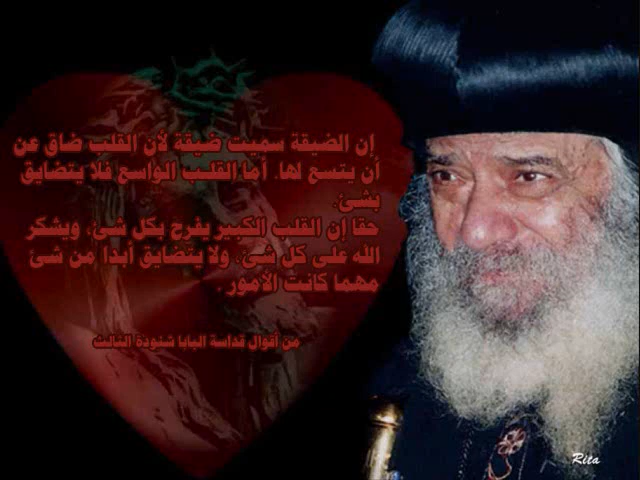 إن الضيقة سميت ضيقة لأن القلب ضاق عن
أن يتسع لها. أما القلب الواسع فلا يتضايق
بشئ.
حقا إن القلب الكبير يفرح بكل شئ، ويشكر
الله على كل شئ. ولا يتضايق أبدا من شئ
مهما كانت الأمور.
من أقوال قداسة البابا شنودة الثالث
Rita